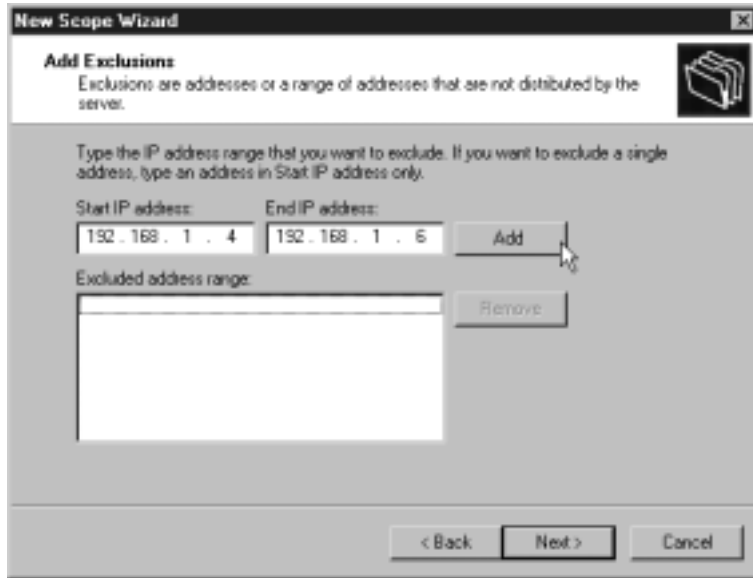 New Scope Wizard
Add Exclusions
Exclusions are addresses or a range of addresses that are not distributed by the
server.
Type the IP address range that you want to exclude. If you want to exclude a single
address, type an address in Start IP address only.
Start IP address: End IP address:
192 . 168 . 1 . 4 192 . 168 . 1 . 6 Add
Excluded address range:
Remove
< Back Next > Cancel